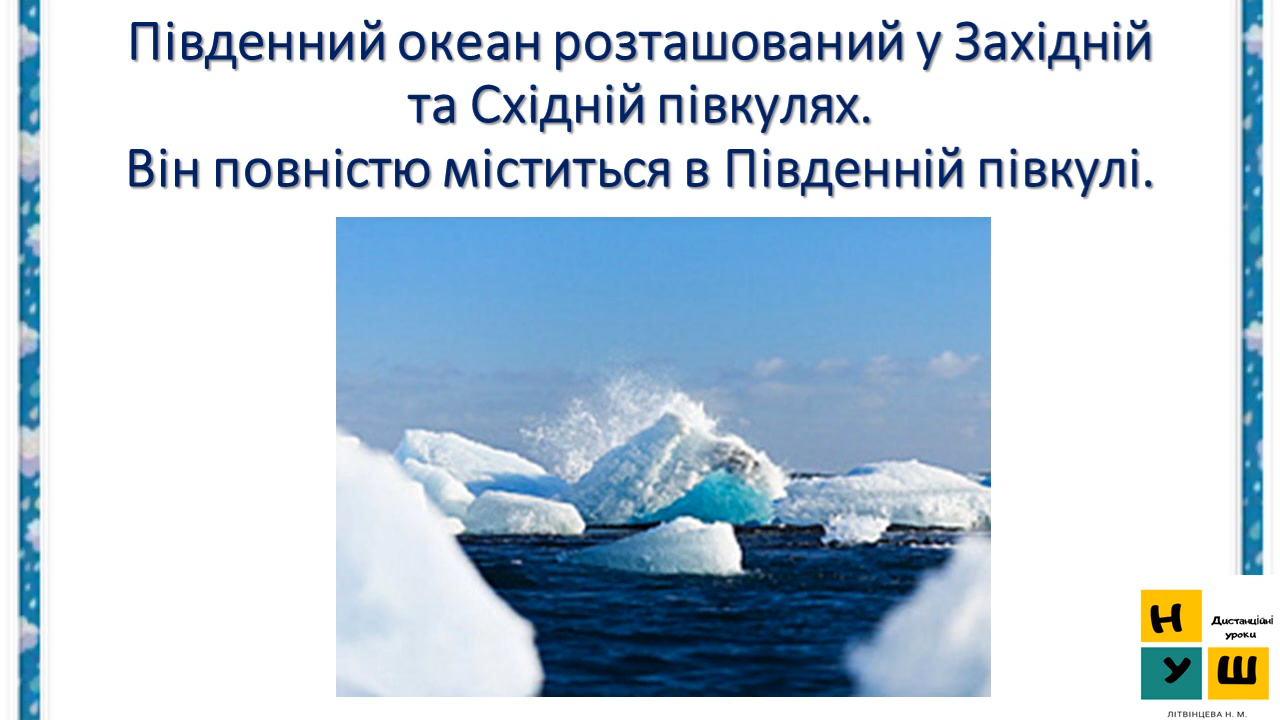 Південний океан розташований у Західній
та Східній півкулях.
Він повністю міститься в Південній півкулі.
Н
Дистанційні
уроки
У Ш
ЛІТВІНЦЕВА Н. М.